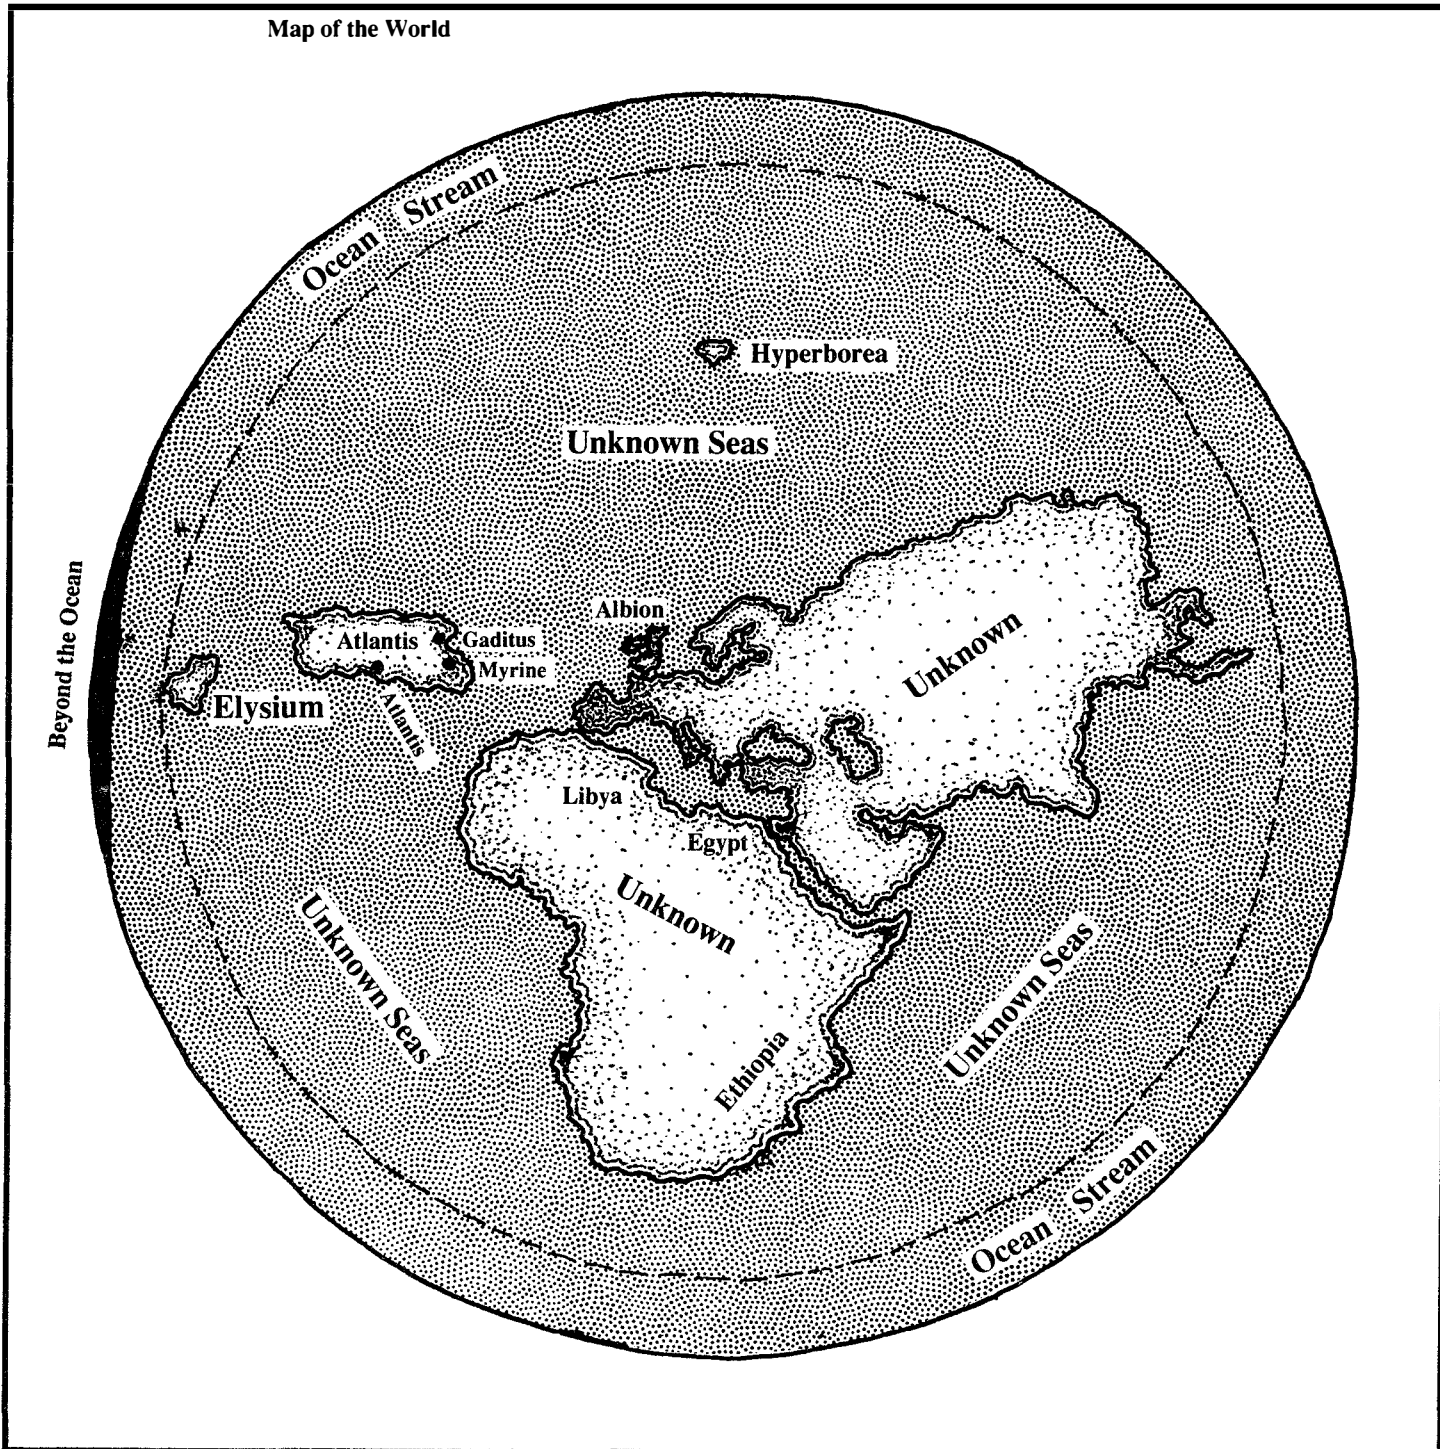 Map of the World
Ocean Stream
Hyperborea
Unknown Seas
Beyond the Ocean
Albion
Atlantis
Gaditus
Myrine
Unknown
Elysium
Atlantis
Libya
Egypt
Unknown
Unknown Seas
Unknown Seas
Ethiopia
Ocean Stream